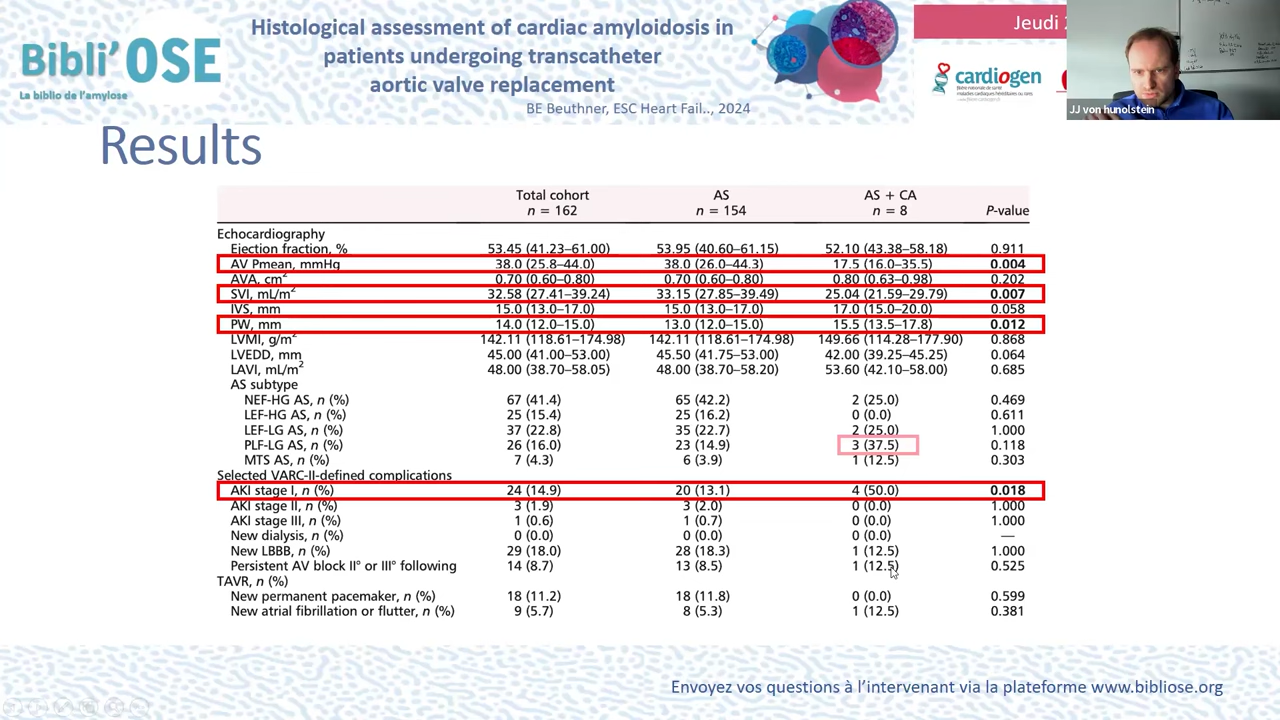 Bibli'OSE
La biblio de l'amylose
Histological assessment of cardiac amyloidosis in
patients undergoing transcatheter
aortic valve replacement
BE Beuthner, ESC Heart Fail.., 2024
Jeudi
cardiogen
JJ von hunolstein
Results
Total cohort AS AS + CA
n = 162 n = 154 n = 8 P-value
Echocardiography
Ejection fraction, % 53.45 (41.23–61.00) 53.95 (40.60–61.15) 52.10 (43.38–58.18) 0.911
AV Pmean, mmHg 38.0 (25.8–44.0) 38.0 (26.0–44.3) 17.5 (16.0–35.5) 0.004
AVA, cm² 0.70 (0.60–0.80) 0.70 (0.60–0.80) 0.80 (0.63–0.98) 0.202
SVI, mL/m² 32.58 (27.41–39.24) 33.15 (27.85–39.49) 25.04 (21.59–29.79) 0.007
IVS, mm 15.0 (13.0–17.0) 15.0 (13.0–17.0) 17.0 (15.0–20.0) 0.058
PW, mm 14.0 (12.0–15.0) 13.0 (12.0–15.0) 15.5 (13.5–17.8) 0.012
LVMI, g/m² 142.11 (118.61–174.98) 142.11 (118.61–174.98) 149.66 (114.28–177.90) 0.868
LVEDD, mm 45.00 (41.00–53.00) 45.50 (41.75–53.00) 42.00 (39.25–45.25) 0.064
LAVI, mL/m² 48.00 (38.70–58.05) 48.00 (38.70–58.20) 53.60 (42.10–58.00) 0.685
AS subtype
NEF-HG AS, n (%) 67 (41.4) 65 (42.2) 2 (25.0) 0.469
LEF-HG AS, n (%) 25 (15.4) 25 (16.2) 0 (0.0) 0.611
LEF-LG AS, n (%) 37 (22.8) 35 (22.7) 2 (25.0) 1.000
PLF-LG AS, n (%) 26 (16.0) 23 (14.9) 3 (37.5) 0.118
MTS AS, n (%) 7 (4.3) 6 (3.9) 1 (12.5) 0.303
Selected VARC-II-defined complications
AKI stage I, n (%) 24 (14.9) 20 (13.1) 4 (50.0) 0.018
AKI stage II, n (%) 3 (1.9) 3 (2.0) 0 (0.0) 1.000
AKI stage III, n (%) 1 (0.6) 1 (0.7) 0 (0.0) 1.000
New dialysis, n (%) 0 (0.0) 0 (0.0) 0 (0.0) —
New LBBB, n (%) 29 (18.0) 28 (18.3) 1 (12.5) 1.000
Persistent AV block II° or III° following 14 (8.7) 13 (8.5) 1 (12.5) 0.525
TAVR, n (%)
New permanent pacemaker, n (%) 18 (11.2) 18 (11.8) 0 (0.0) 0.599
New atrial fibrillation or flutter, n (%) 9 (5.7) 8 (5.3) 1 (12.5) 0.381
Envoyez vos questions à l'intervenant via la plateforme www.bibliose.org